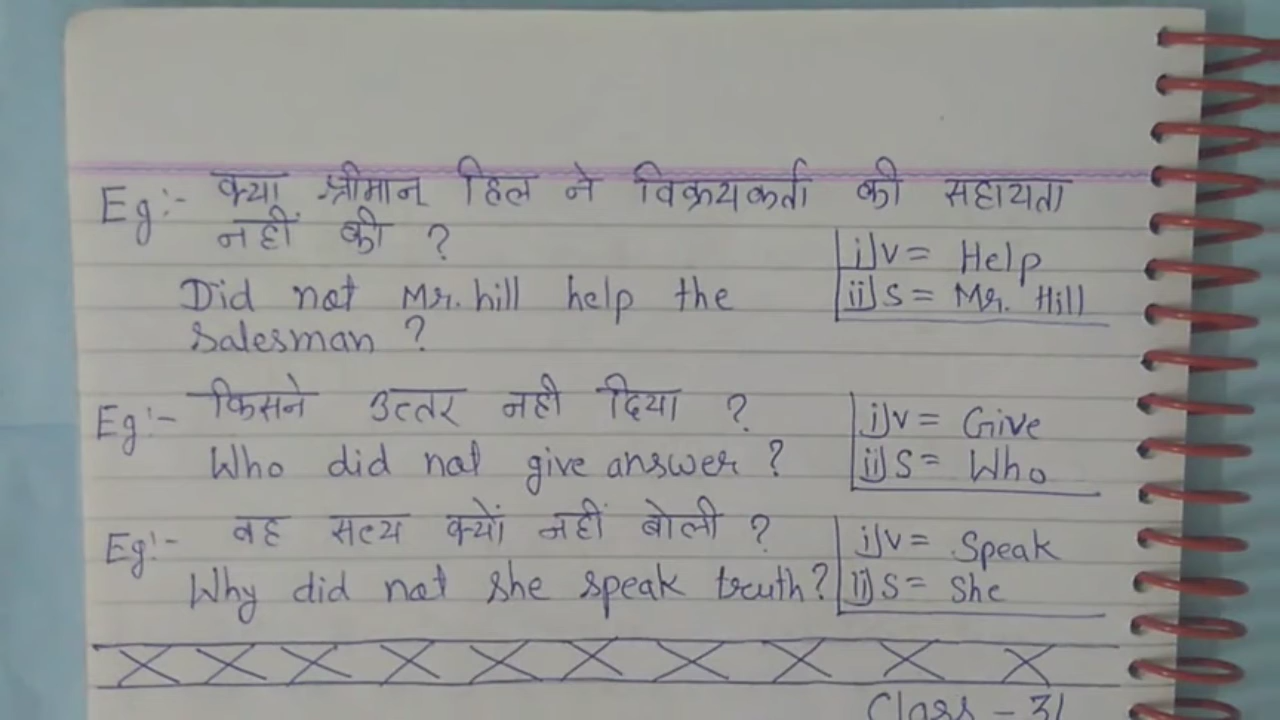 Eg:- क्या श्रीमान् हिल ने विक्रयकर्ता की सहायता
नहीं की ?
i) V = Help
Did not Mr. hill help the
ii) S = Mr. Hill
Salesman ?
Eg:- किसने उत्तर नही दिया ?
i) V = Give
Who did not give answer ?
ii) S = Who
Eg:- वह सत्य क्यों नहीं बोली ?
i) V = Speak
Why did not she speak truth?
ii) S = She
Class - 31